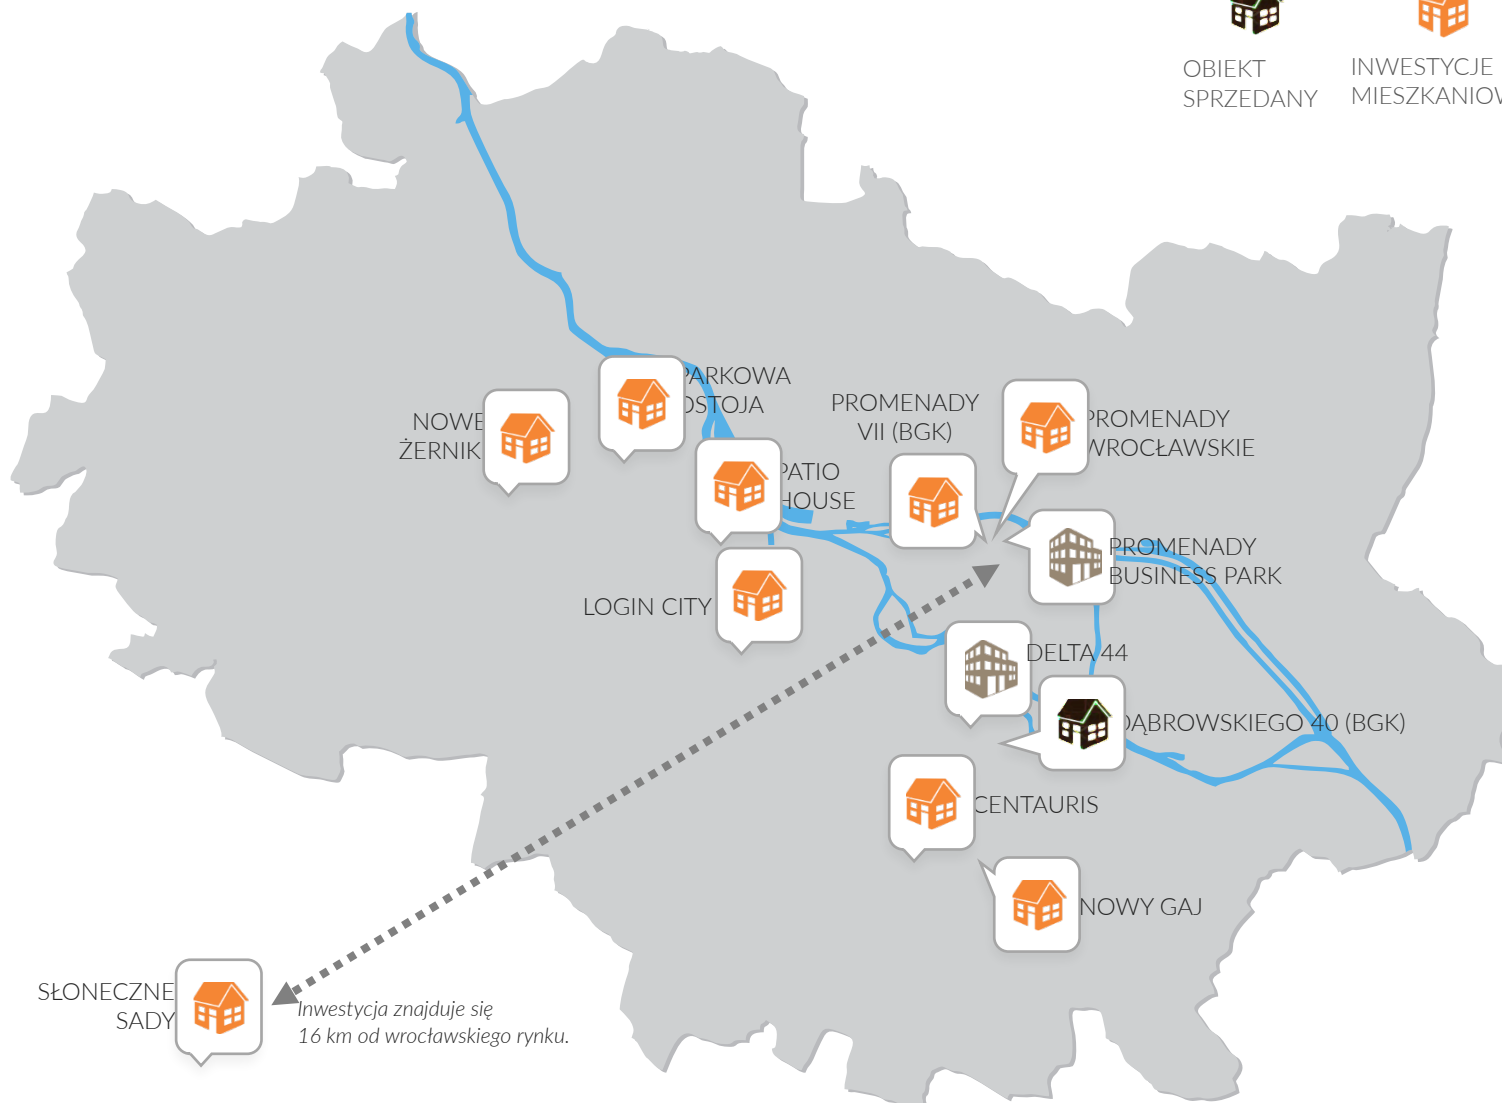 OBIEKT
SPRZEDANY
INWESTYCJE
MIESZKANIOW
PARKOWA
OSTOJA
NOWE
ŻERNIK
PROMENADY
VII (BGK)
PROMENADY
WROCŁAWSKIE
PATIO
HOUSE
PROMENADY
BUSINESS PARK
LOGIN CITY
DELTA 44
DĄBROWSKIEGO 40 (BGK)
CENTAURIS
NOWY GAJ
SŁONECZNE
SADY
Inwestycja znajduje się
16 km od wrocławskiego rynku.